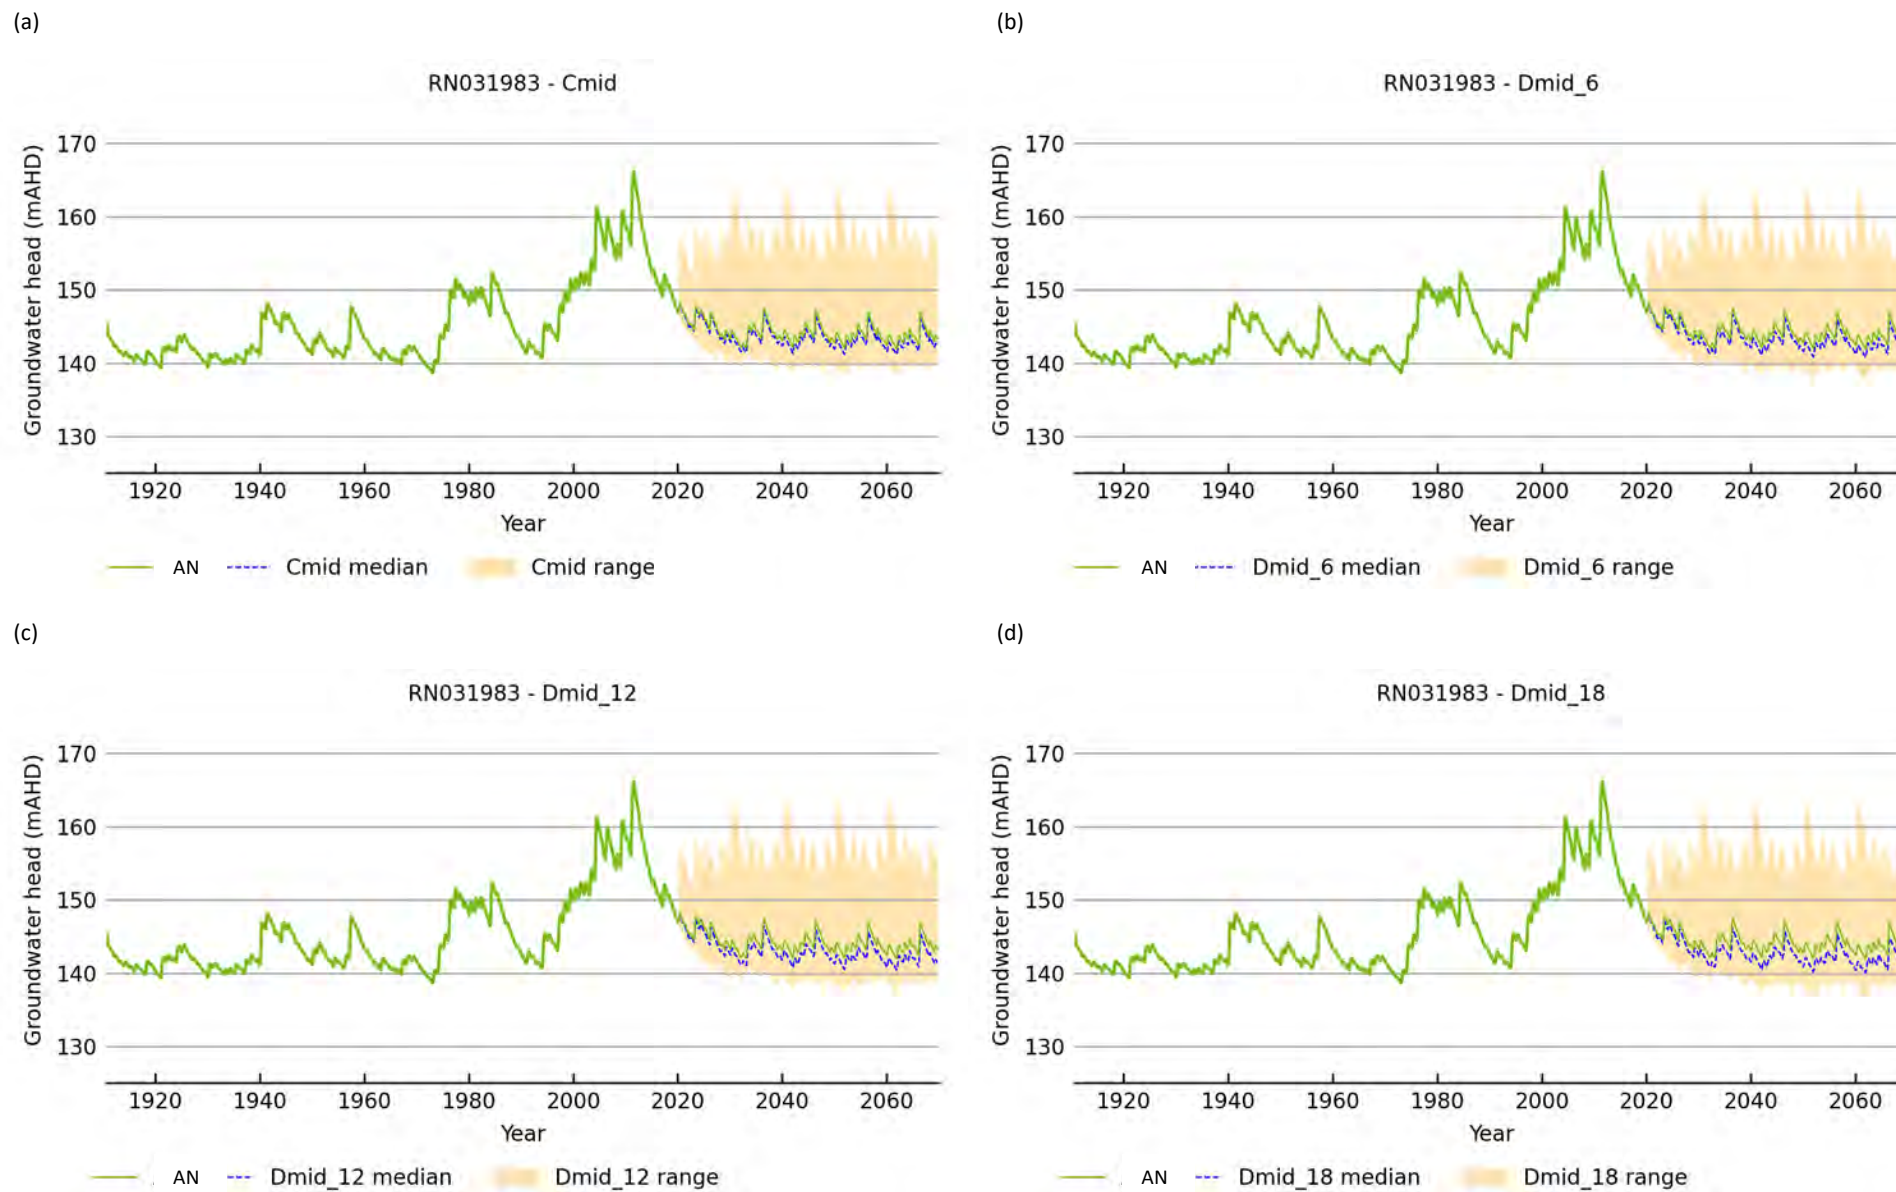 (a)
RN031983 - Cmid
Groundwater head (mAHD)
170
160
150
140
130
1920 1940 1960 1980 2000 2020 2040 2060
Year
AN Cmid median Cmid range
(b)
RN031983 - Dmid_6
Groundwater head (mAHD)
170
160
150
140
130
1920 1940 1960 1980 2000 2020 2040 2060
Year
AN Dmid_6 median Dmid_6 range
(c)
RN031983 - Dmid_12
Groundwater head (mAHD)
170
160
150
140
130
1920 1940 1960 1980 2000 2020 2040 2060
Year
AN Dmid_12 median Dmid_12 range
(d)
RN031983 - Dmid_18
Groundwater head (mAHD)
170
160
150
140
130
1920 1940 1960 1980 2000 2020 2040 2060
Year
AN Dmid_18 median Dmid_18 range